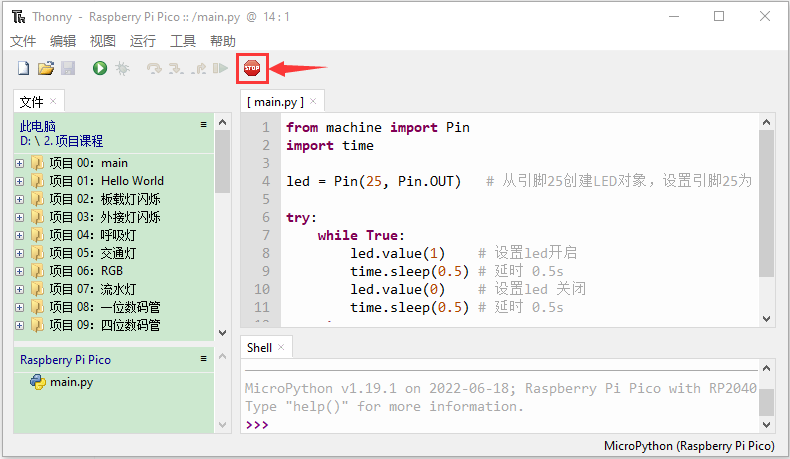 Thonny - Raspberry Pi Pico :: /main.py @ 14 : 1
文件 编辑 视图 运行 工具 帮助
STOP
文件 ×
此电脑 ≡
D: \ 2. 项目课程
项目 00：main
项目 01：Hello World
项目 02：板载灯闪烁
项目 03：外接灯闪烁
项目 04：呼吸灯
项目 05：交通灯
项目 06：RGB
项目 07：流水灯
项目 08：一位数码管
项目 09：四位数码管
Raspberry Pi Pico ≡
main.py
[ main.py ] ×
1 from machine import Pin
2 import time
3
4 led = Pin(25, Pin.OUT) # 从引脚25创建LED对象，设置引脚25为
5
6 try:
7 while True:
8 led.value(1) # 设置led开启
9 time.sleep(0.5) # 延时 0.5s
10 led.value(0) # 设置led 关闭
11 time.sleep(0.5) # 延时 0.5s
Shell ×
MicroPython v1.19.1 on 2022-06-18; Raspberry Pi Pico with RP2040
Type "help()" for more information.
>>>
MicroPython (Raspberry Pi Pico)